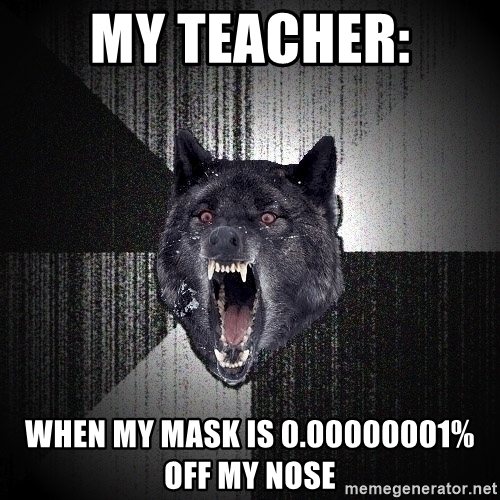 MY TEACHER:
WHEN MY MASK IS 0.00000001%
OFF MY NOSE
memegenerator.net